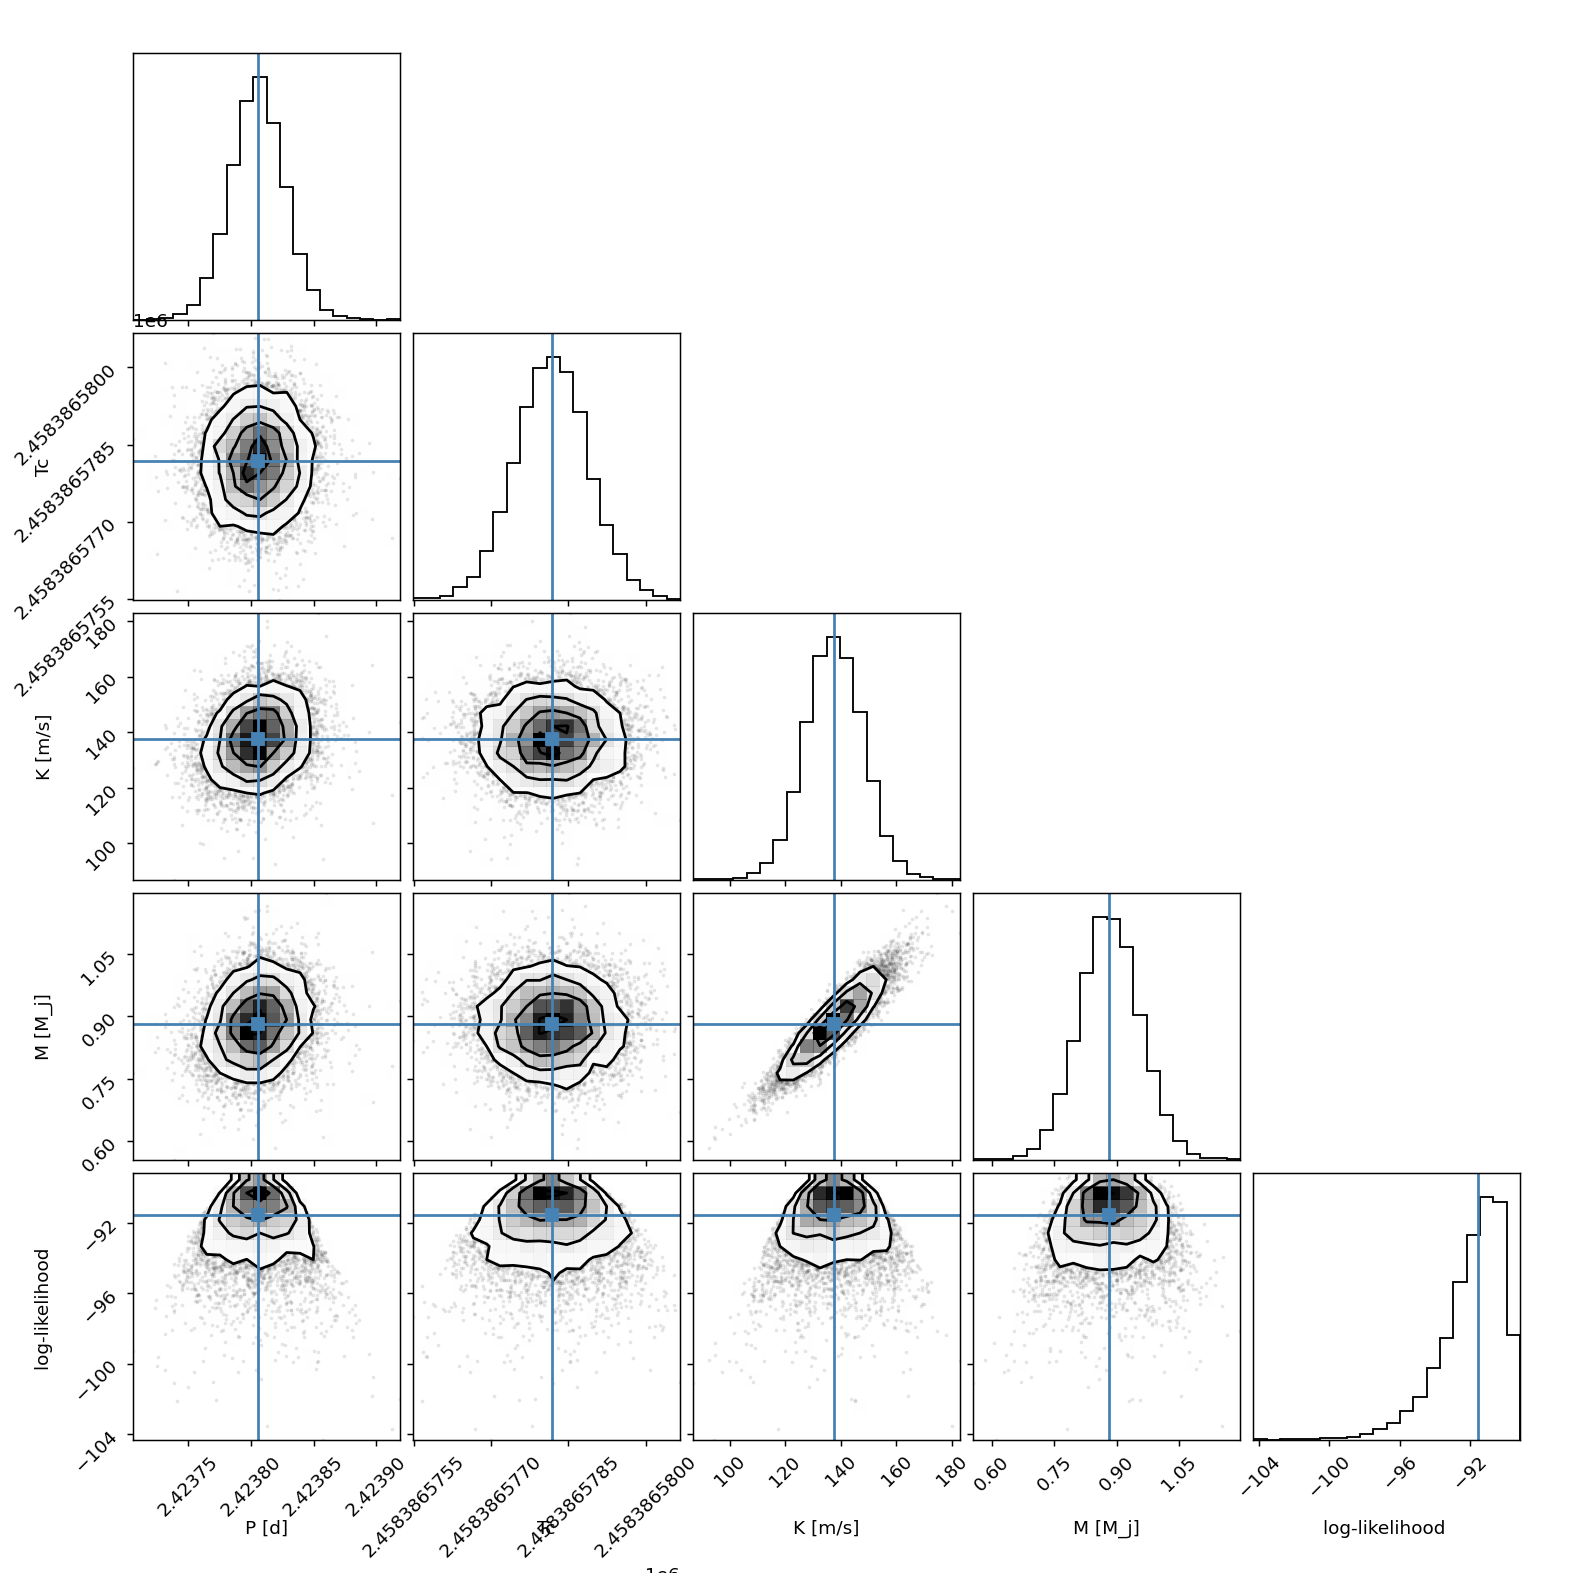 1e6
2.4583865800
2.4583865785
2.4583865770
2.4583865755
Tc
180
160
140
120
100
K [m/s]
1.05
0.90
0.75
0.60
M [M_j]
−92
−96
−100
−104
log-likelihood
2.42375 2.42380 2.42385 2.42390
P [d]
2.4583865755 2.4583865770 2.4583865785 2.4583865800
Tc
1e6
100 120 140 160 180
K [m/s]
0.60 0.75 0.90 1.05
M [M_j]
−104 −100 −96 −92
log-likelihood